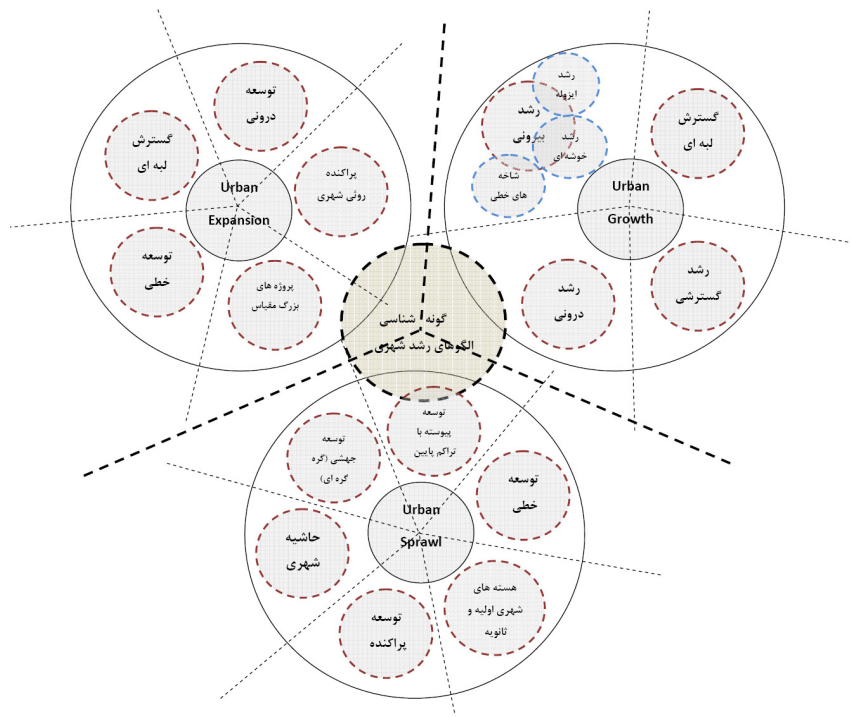 توسعه
درونی
گسترش
لبه ای
پراکنده
روئی شهری
Urban
Expansion
توسعه
خطی
پروژه های
بزرگ مقیاس
رشد
ایزوله
رشد
بیرونی
رشد
خوشه ای
شاخه
های خطی
گسترش
لبه ای
Urban
Growth
رشد
درونی
رشد
گسترشی
گونه شناسی
الگوهای رشد شهری
توسعه
پیوسته با
تراکم پایین
توسعه
جهشی (گره
گره ای)
توسعه
خطی
Urban
Sprawl
حاشیه
شهری
هسته های
شهری اولیه و
ثانویه
توسعه
پراکنده